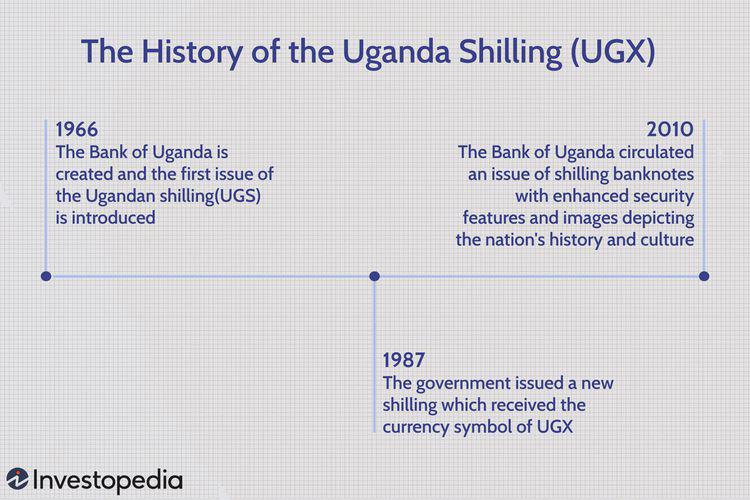 The History of the Uganda Shilling (UGX)
1966
The Bank of Uganda is
created and the first issue of
the Ugandan shilling(UGS)
is introduced
2010
The Bank of Uganda circulated
an issue of shilling banknotes
with enhanced security
features and images depicting
the nation's history and culture
1987
The government issued a new
shilling which received the
currency symbol of UGX
Investopedia